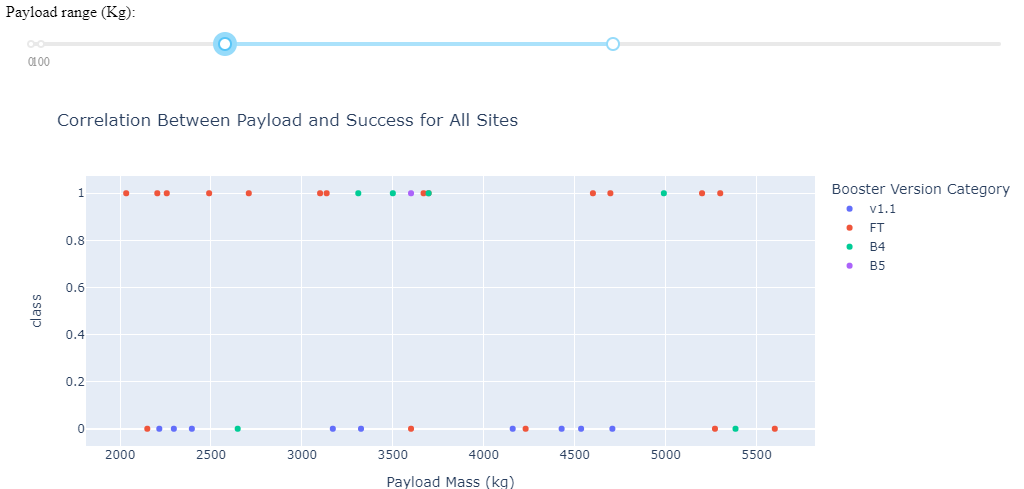 Payload range (Kg):
0100
Correlation Between Payload and Success for All Sites
Booster Version Category
v1.1
FT
B4
B5
class
1
0.8
0.6
0.4
0.2
0
2000 2500 3000 3500 4000 4500 5000 5500
Payload Mass (kg)